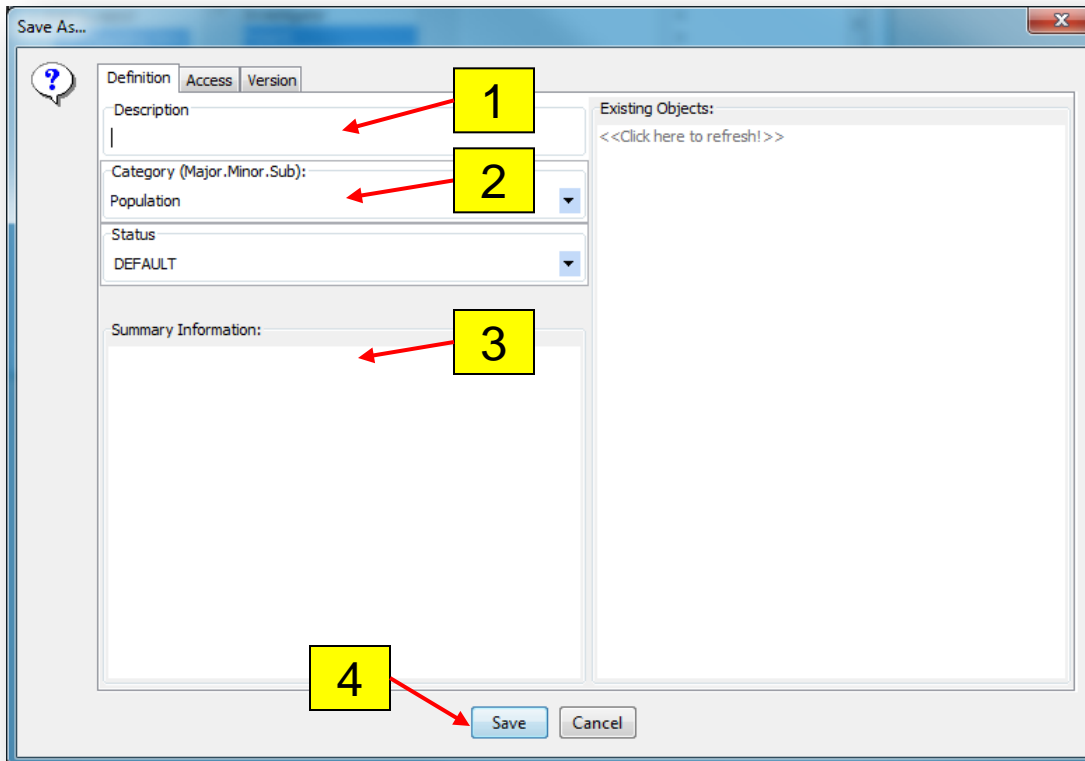 Save As...
x
?
Definition Access Version
Description
1
Category (Major.Minor.Sub):
Population
2
Status
DEFAULT
Summary Information:
3
Existing Objects:
<<Click here to refresh!>>
4
Save Cancel